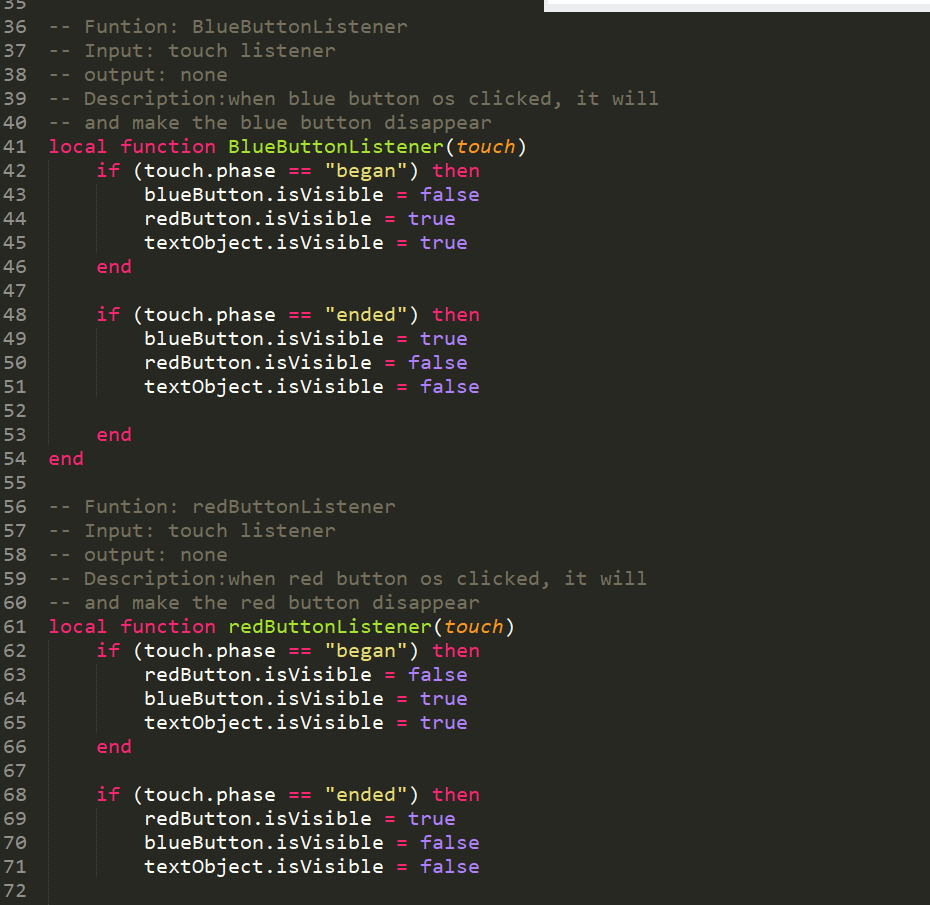 35
36 -- Funtion: BlueButtonListener
37 -- Input: touch listener
38 -- output: none
39 -- Description:when blue button os clicked, it will
40 -- and make the blue button disappear
41 local function BlueButtonListener(touch)
42     if (touch.phase == "began") then
43         blueButton.isVisible = false
44         redButton.isVisible = true
45         textObject.isVisible = true
46     end
47
48     if (touch.phase == "ended") then
49         blueButton.isVisible = true
50         redButton.isVisible = false
51         textObject.isVisible = false
52
53     end
54 end
55
56 -- Funtion: redButtonListener
57 -- Input: touch listener
58 -- output: none
59 -- Description:when red button os clicked, it will
60 -- and make the red button disappear
61 local function redButtonListener(touch)
62     if (touch.phase == "began") then
63         redButton.isVisible = false
64         blueButton.isVisible = true
65         textObject.isVisible = true
66     end
67
68     if (touch.phase == "ended") then
69         redButton.isVisible = true
70         blueButton.isVisible = false
71         textObject.isVisible = false
72